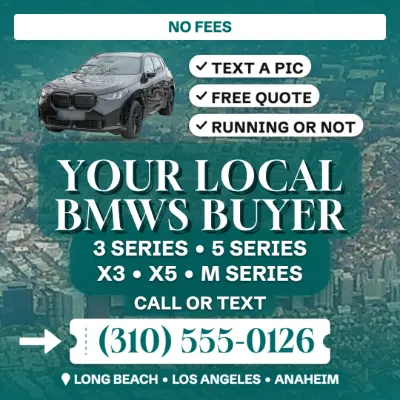 NO FEES
✓ TEXT A PIC
✓ FREE QUOTE
✓ RUNNING OR NOT
YOUR LOCAL
BMWS BUYER
3 SERIES • 5 SERIES
X3 • X5 • M SERIES
CALL OR TEXT
(310) 555-0126
LONG BEACH • LOS ANGELES • ANAHEIM